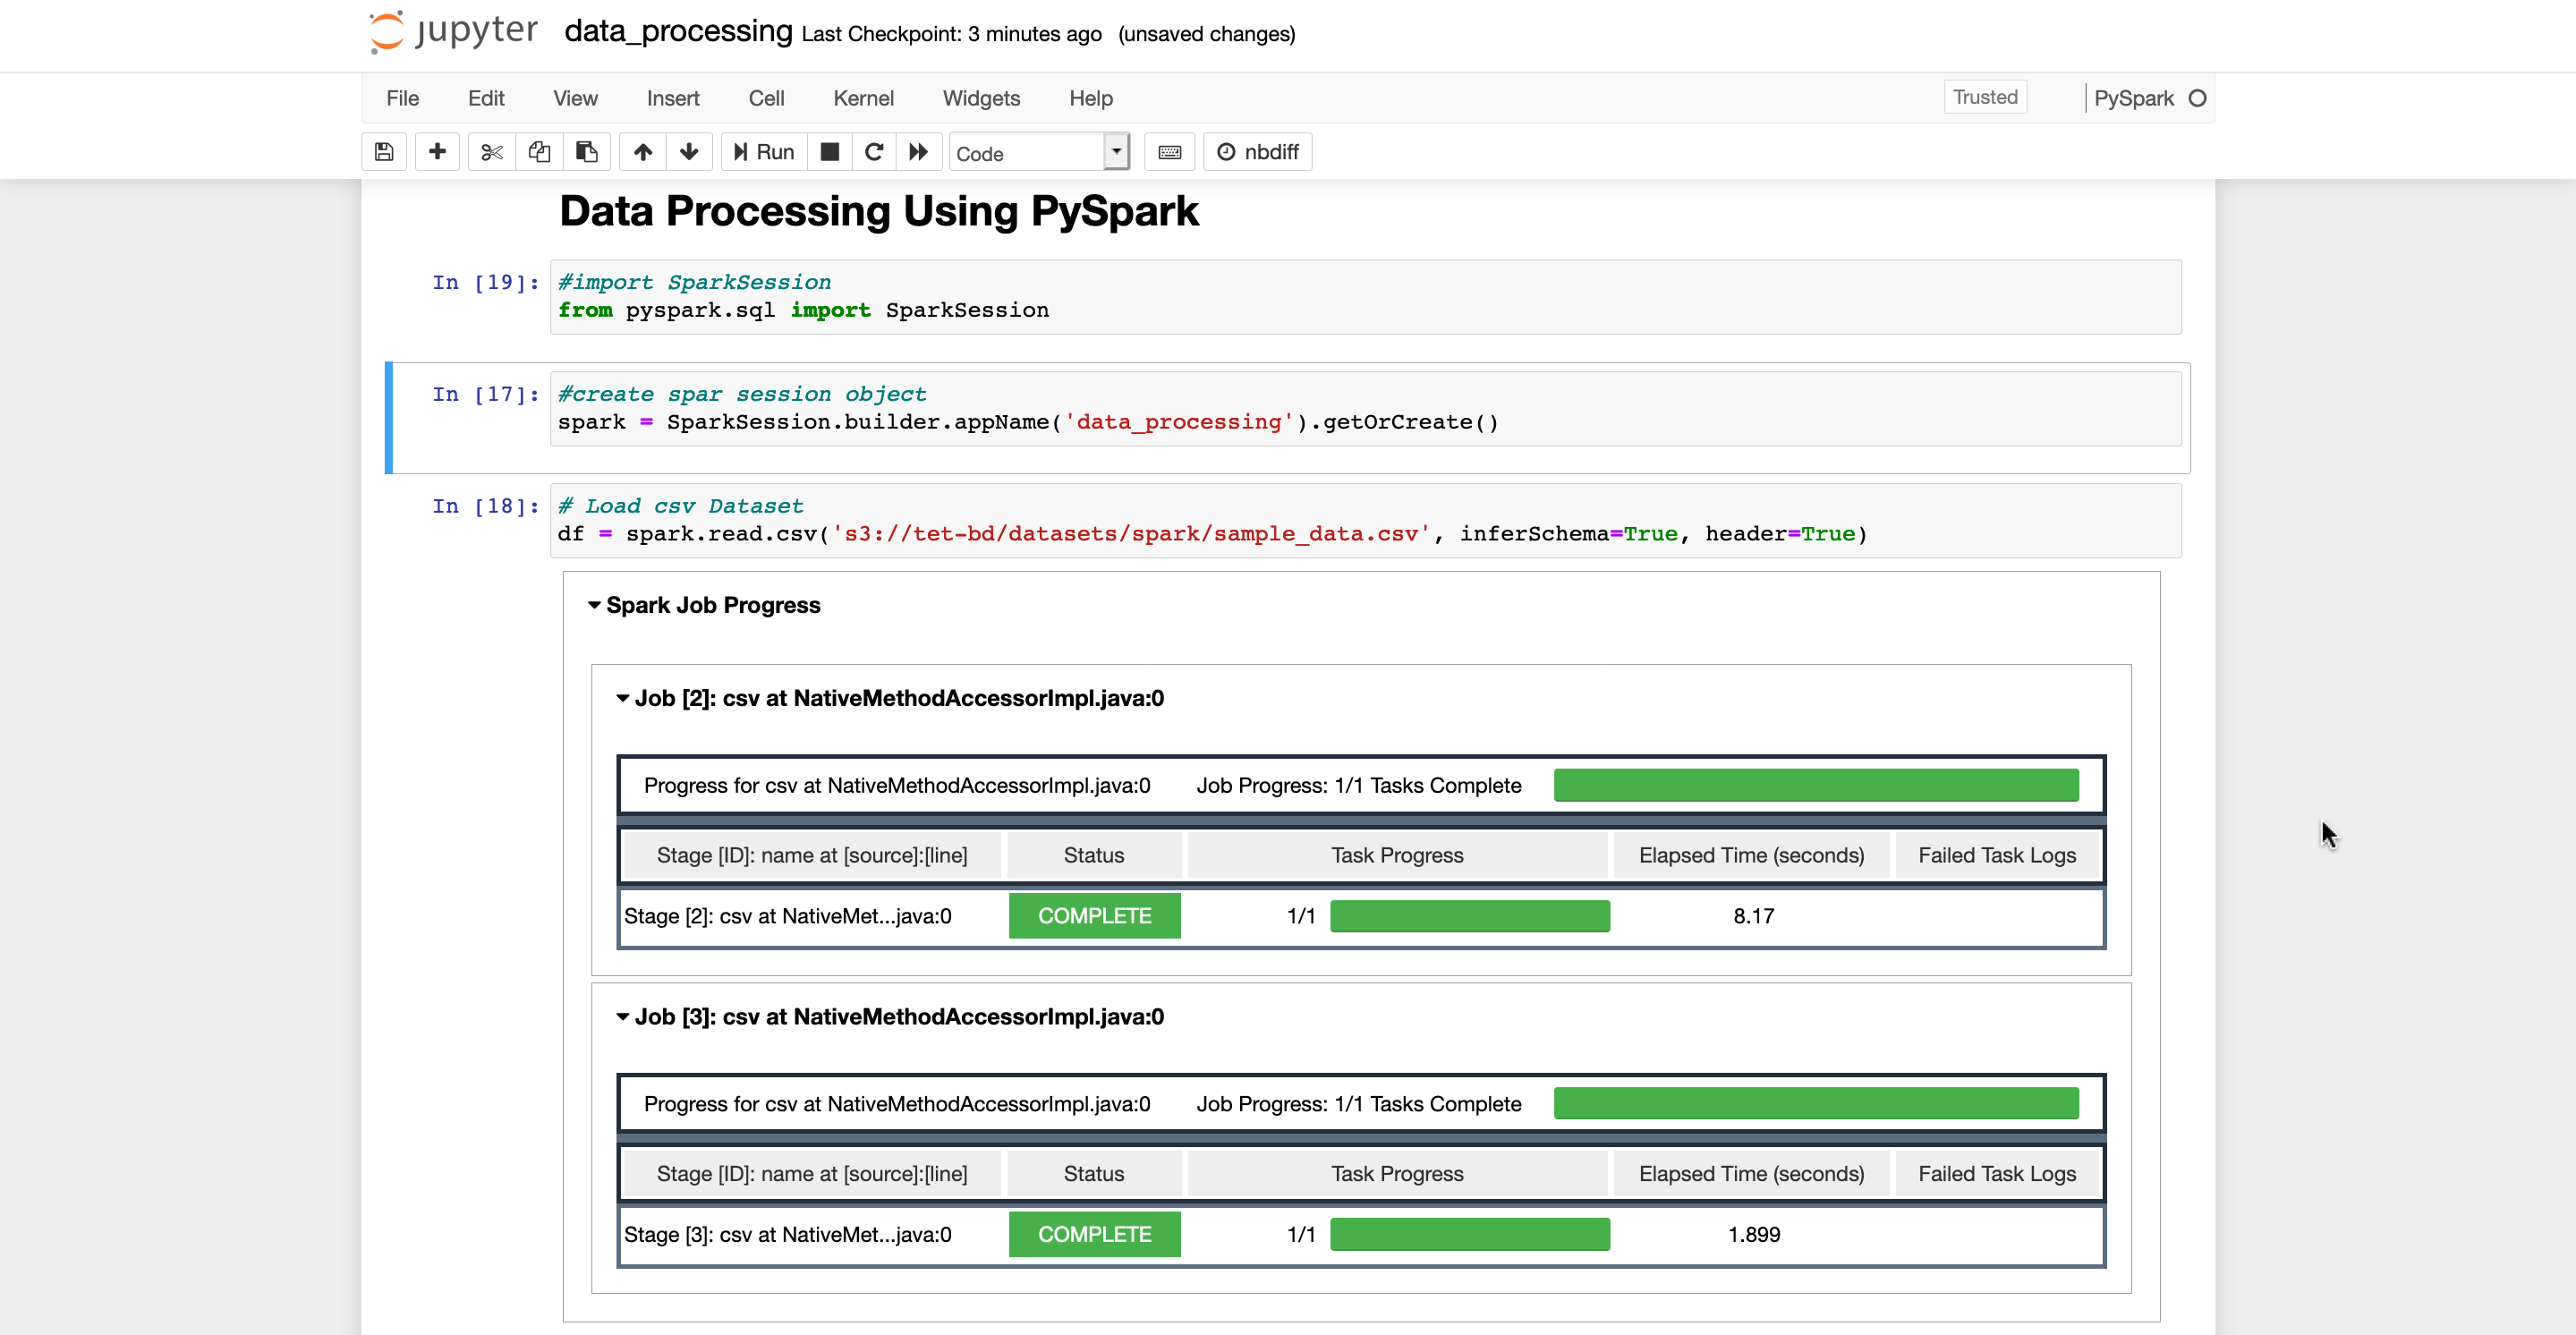 jupyter data_processing Last Checkpoint: 3 minutes ago (unsaved changes)
File Edit View Insert Cell Kernel Widgets Help Trusted PySpark
Run Code nbdiff
Data Processing Using PySpark
In [19]: #import SparkSession
from pyspark.sql import SparkSession
In [17]: #create spar session object
spark = SparkSession.builder.appName('data_processing').getOrCreate()
In [18]: # Load csv Dataset
df = spark.read.csv('s3://tet-bd/datasets/spark/sample_data.csv', inferSchema=True, header=True)
Spark Job Progress
Job [2]: csv at NativeMethodAccessorImpl.java:0
Progress for csv at NativeMethodAccessorImpl.java:0 Job Progress: 1/1 Tasks Complete
Stage [ID]: name at [source]:[line] Status Task Progress Elapsed Time (seconds) Failed Task Logs
Stage [2]: csv at NativeMet...java:0 COMPLETE 1/1 8.17
Job [3]: csv at NativeMethodAccessorImpl.java:0
Progress for csv at NativeMethodAccessorImpl.java:0 Job Progress: 1/1 Tasks Complete
Stage [ID]: name at [source]:[line] Status Task Progress Elapsed Time (seconds) Failed Task Logs
Stage [3]: csv at NativeMet...java:0 COMPLETE 1/1 1.899